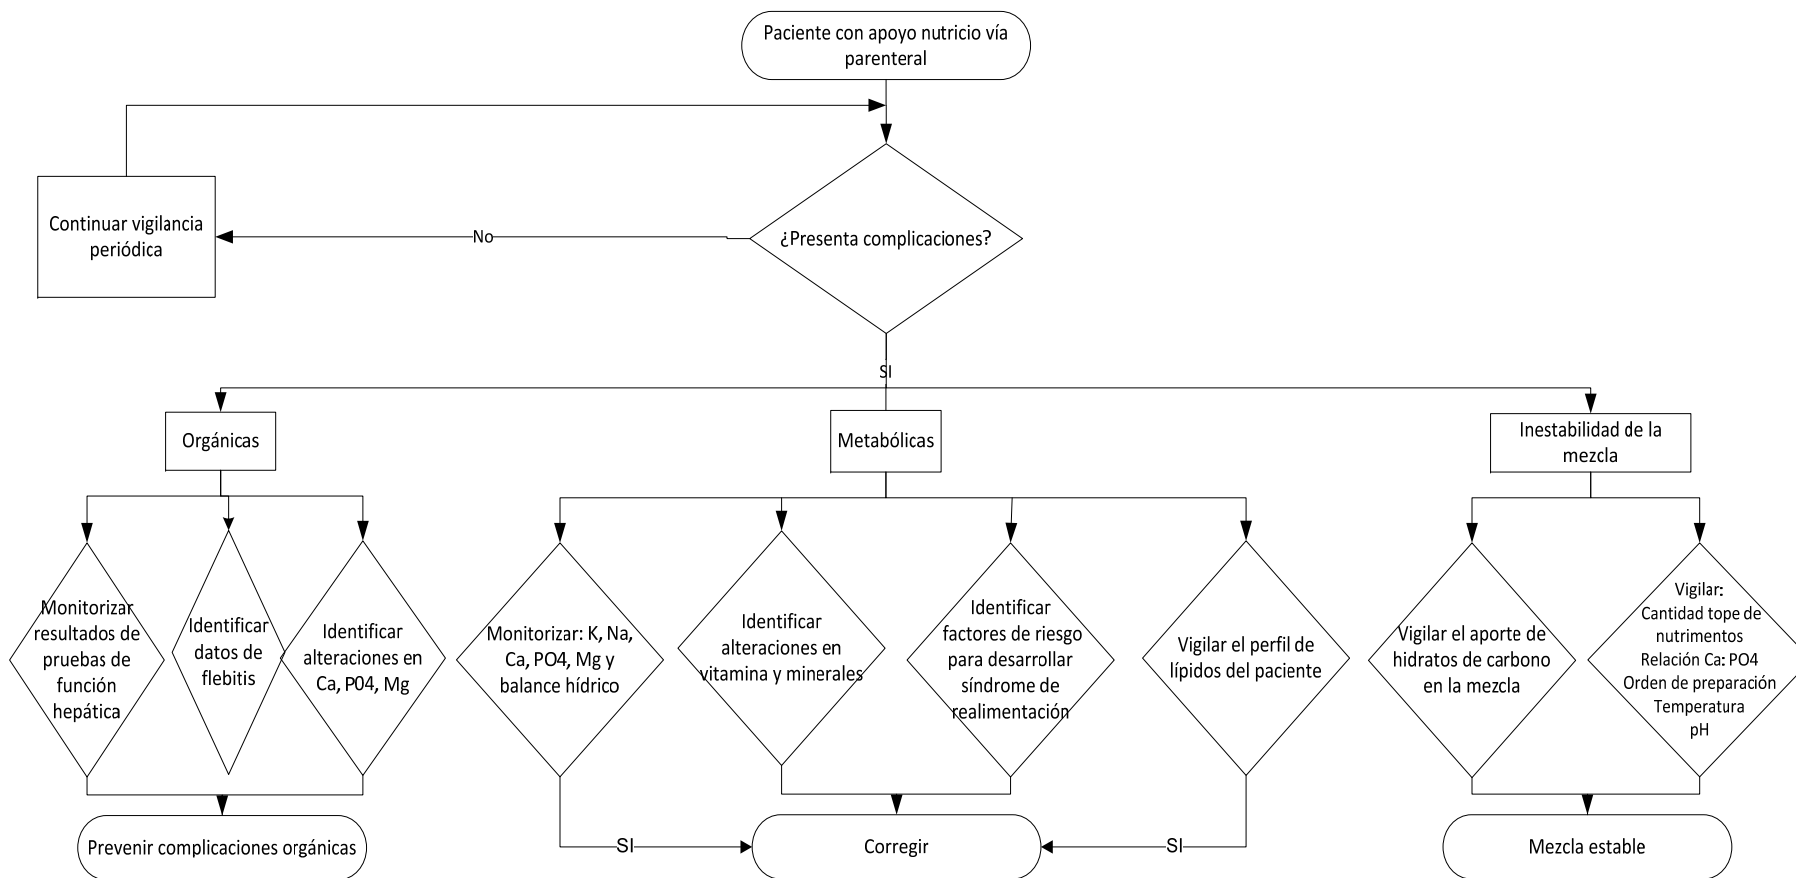 Paciente con apoyo nutricio vía
parenteral
Continuar vigilancia
periódica
No
¿Presenta complicaciones?
SI
Orgánicas
Metabólicas
Inestabilidad de la
mezcla
Monitorizar
resultados de
pruebas de
función
hepática
Identificar
datos de
flebitis
Identificar
alteraciones en
Ca, P04, Mg
Monitorizar: K, Na,
Ca, PO4, Mg y
balance hídrico
Identificar
alteraciones en
vitamina y minerales
Identificar
factores de riesgo
para desarrollar
síndrome de
realimentación
Vigilar el perfil de
lípidos del paciente
Vigilar el aporte de
hidratos de carbono
en la mezcla
Vigilar:
Cantidad tope de
nutrimentos
Relación Ca: PO4
Orden de preparación
Temperatura
pH
Prevenir complicaciones orgánicas
SI
Corregir
SI
Mezcla estable